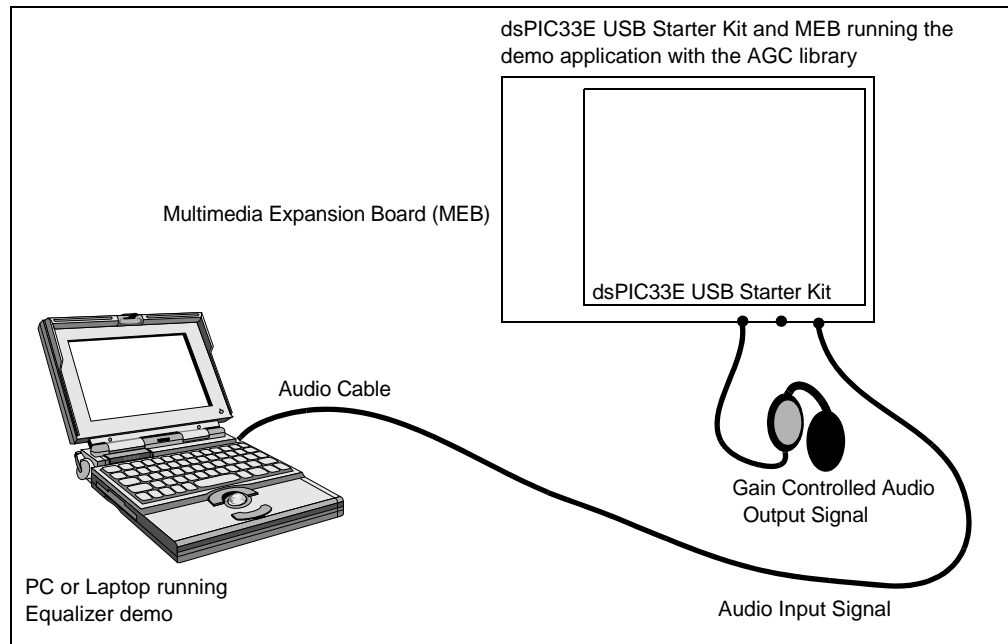 dsPIC33E USB Starter Kit and MEB running the
demo application with the AGC library
Multimedia Expansion Board (MEB)
dsPIC33E USB Starter Kit
Audio Cable
Gain Controlled Audio
Output Signal
PC or Laptop running
Equalizer demo
Audio Input Signal